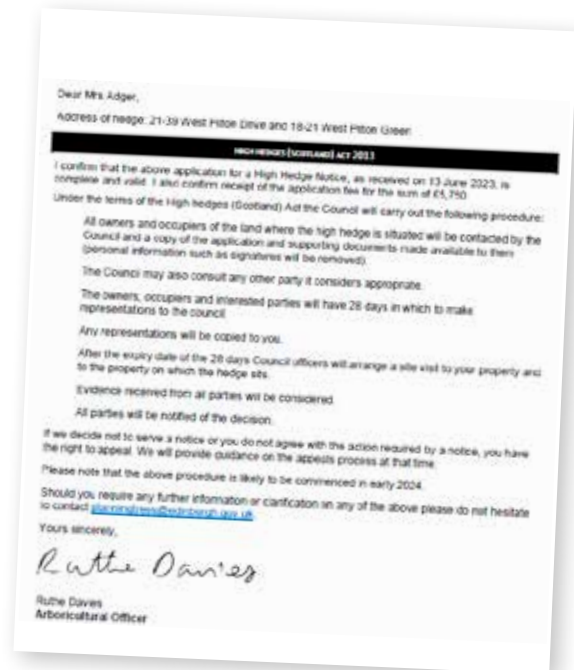 Dear Mrs Adger,
Address of hedge: 21-39 West Pilton Drive and 18-21 West Pilton Green
HIGH HEDGES (SCOTLAND) ACT 2013
I confirm that the above application for a High Hedge Notice, as received on 13 June 2023, is
complete and valid. I also confirm receipt of the application fee for the sum of £5,750.
Under the terms of the High hedges (Scotland) Act the Council will carry out the following procedure:
All owners and occupiers of the land where the high hedge is situated will be contacted by the
Council and a copy of the application and supporting documents made available to them
(personal information such as signatures will be removed).
The Council may also consult any other party it considers appropriate.
The owners, occupiers and interested parties will have 28 days in which to make
representations to the council.
Any representations will be copied to you.
After the expiry date of the 28 days Council officers will arrange a site visit to your property and
to the property on which the hedge sits.
Evidence received from all parties will be considered.
All parties will be notified of the decision.
If we decide not to serve a notice or you do not agree with the action required by a notice, you have
the right to appeal. We will provide guidance on the appeals process at that time.
Please note that the above procedure is likely to be commenced in early 2024.
Should you require any further information or clarification on any of the above please do not hesitate
to contact planningtrees@edinburgh.gov.uk.
Yours sincerely,
Ruthe Davies
Ruthe Davies
Arboricultural Officer